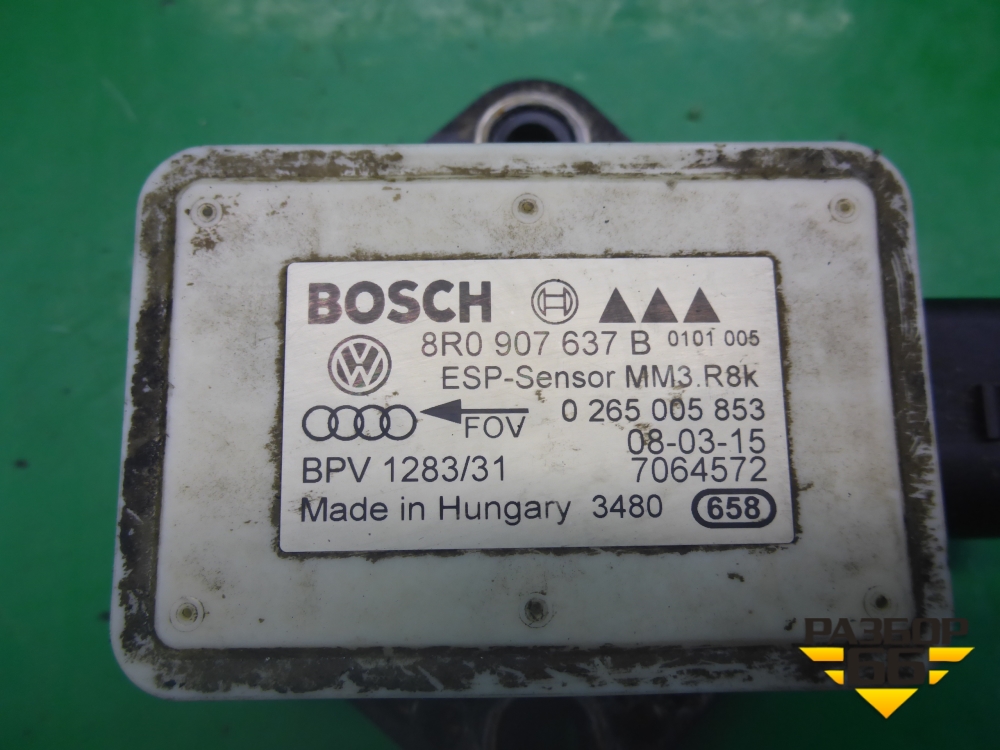 BOSCH
8R0 907 637 B 0101 005
ESP-Sensor MM3.R8k
FOV 0 265 005 853
08-03-15
BPV 1283/31 7064572
Made in Hungary 3480 658
РАЗБОР
66